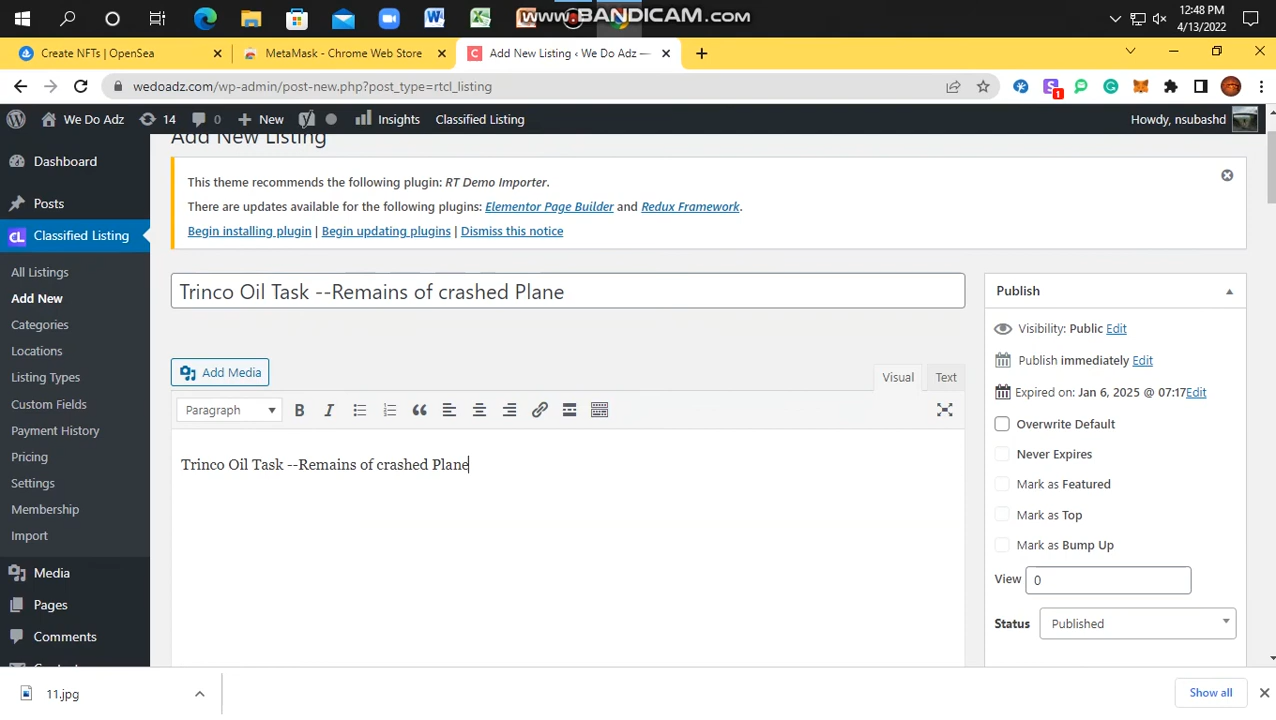 www.BANDICAM.com
12:48 PM
4/13/2022
Create NFTs | OpenSea
MetaMask - Chrome Web Store
Add New Listing ‹ We Do Adz —
wedoadz.com/wp-admin/post-new.php?post_type=rtcl_listing
1
We Do Adz
14
0
New
Insights
Classified Listing
Howdy, nsubashd
Add New Listing
Dashboard
Posts
Classified Listing
All Listings
Add New
Categories
Locations
Listing Types
Custom Fields
Payment History
Pricing
Settings
Membership
Import
Media
Pages
Comments
This theme recommends the following plugin: RT Demo Importer.
There are updates available for the following plugins: Elementor Page Builder and Redux Framework.
Begin installing plugin | Begin updating plugins | Dismiss this notice
Trinco Oil Task --Remains of crashed Plane
Add Media
Visual
Text
Paragraph
Trinco Oil Task --Remains of crashed Plane
Publish
Visibility: Public Edit
Publish immediately Edit
Expired on: Jan 6, 2025 @ 07:17Edit
Overwrite Default
Never Expires
Mark as Featured
Mark as Top
Mark as Bump Up
View 0
Status Published
11.jpg
Show all